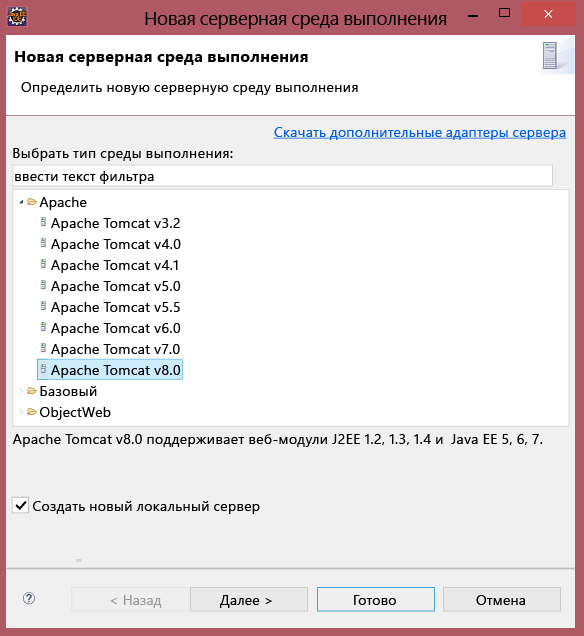 Новая серверная среда выполнения
Новая серверная среда выполнения
Определить новую серверную среду выполнения
Скачать дополнительные адаптеры сервера
Выбрать тип среды выполнения:
ввести текст фильтра
Apache
Apache Tomcat v3.2
Apache Tomcat v4.0
Apache Tomcat v4.1
Apache Tomcat v5.0
Apache Tomcat v5.5
Apache Tomcat v6.0
Apache Tomcat v7.0
Apache Tomcat v8.0
Базовый
ObjectWeb
Apache Tomcat v8.0 поддерживает веб-модули J2EE 1.2, 1.3, 1.4 и Java EE 5, 6, 7.
Создать новый локальный сервер
? < Назад Далее > Готово Отмена